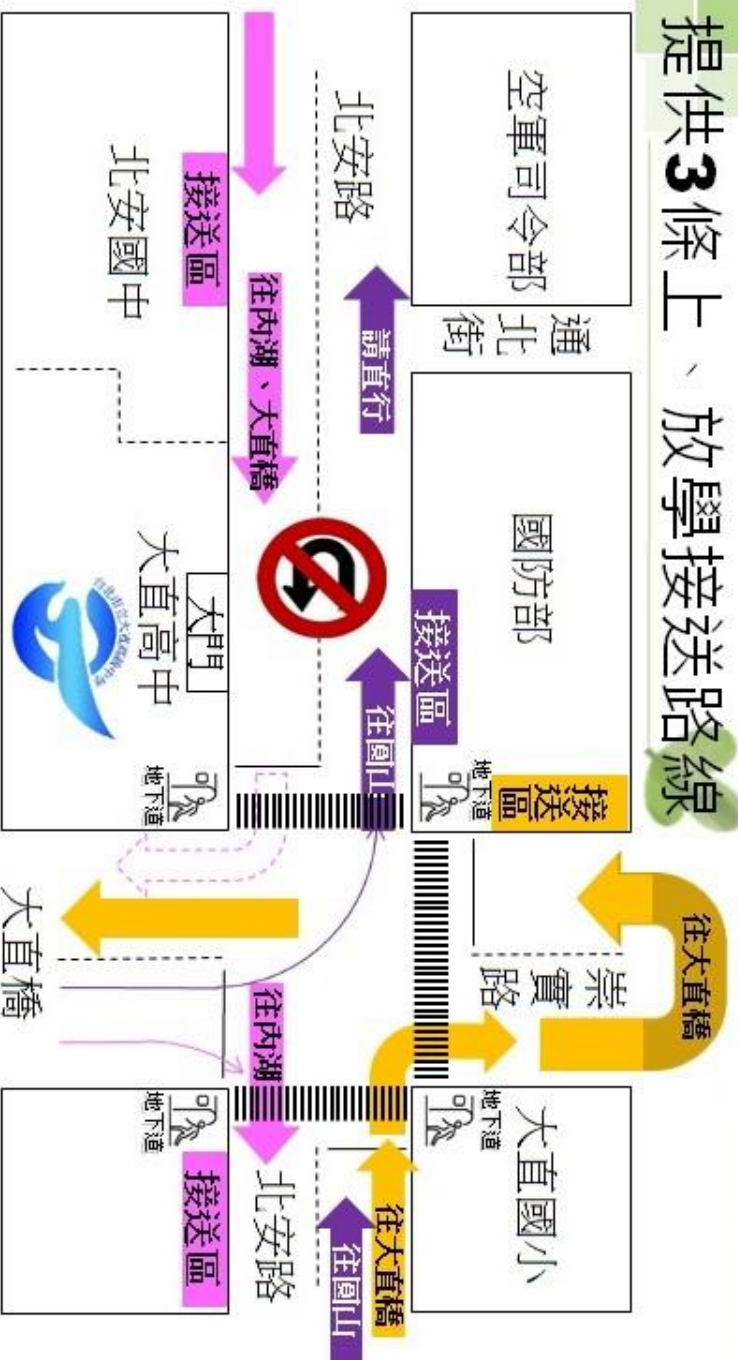 提供3條上、放學接送路線
往大直橋
空軍司令部
通北街
國防部
接送區
地下道
接送區
崇實路
大直國小
地下道
北安路
請直行
往圓山
往大直橋
往圓山
往內湖、大直橋
往內湖
北安路
接送區
北安國中
大門
大直高中
地下道
大直橋
地下道
接送區